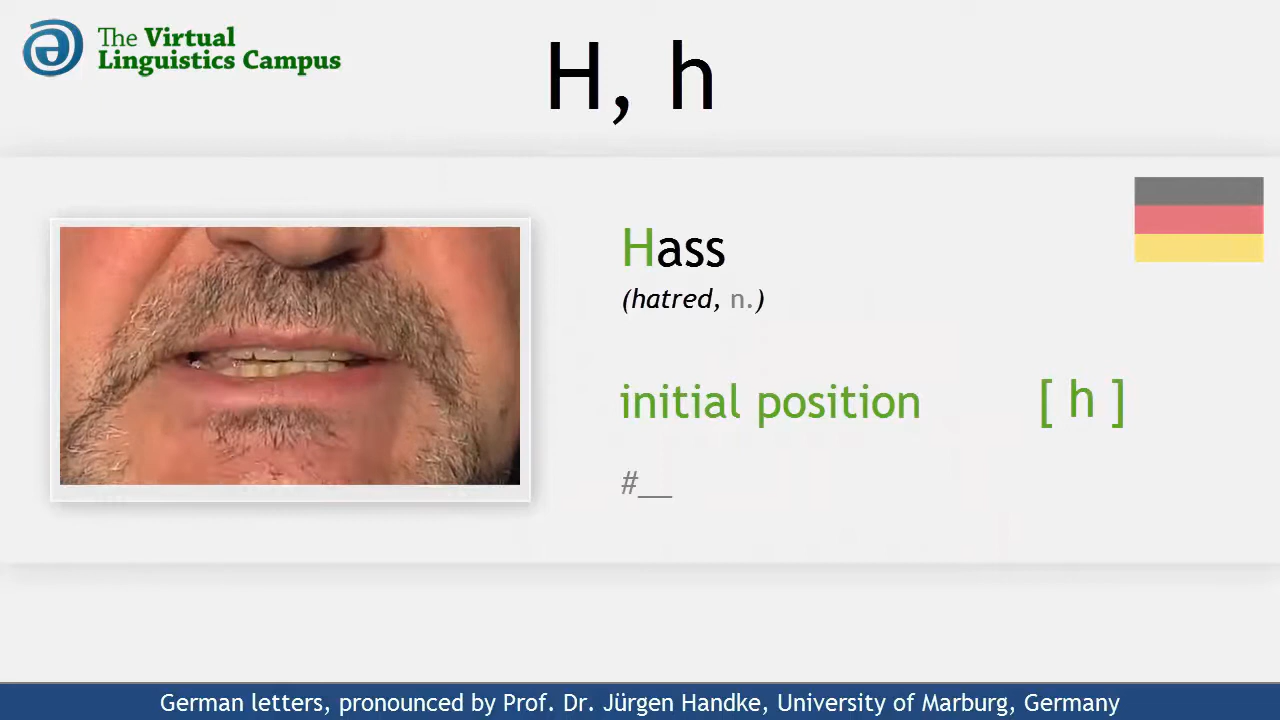 The Virtual
Linguistics Campus
H, h
Hass
(hatred, n.)
initial position [ h ]
#__
German letters, pronounced by Prof. Dr. Jürgen Handke, University of Marburg, Germany